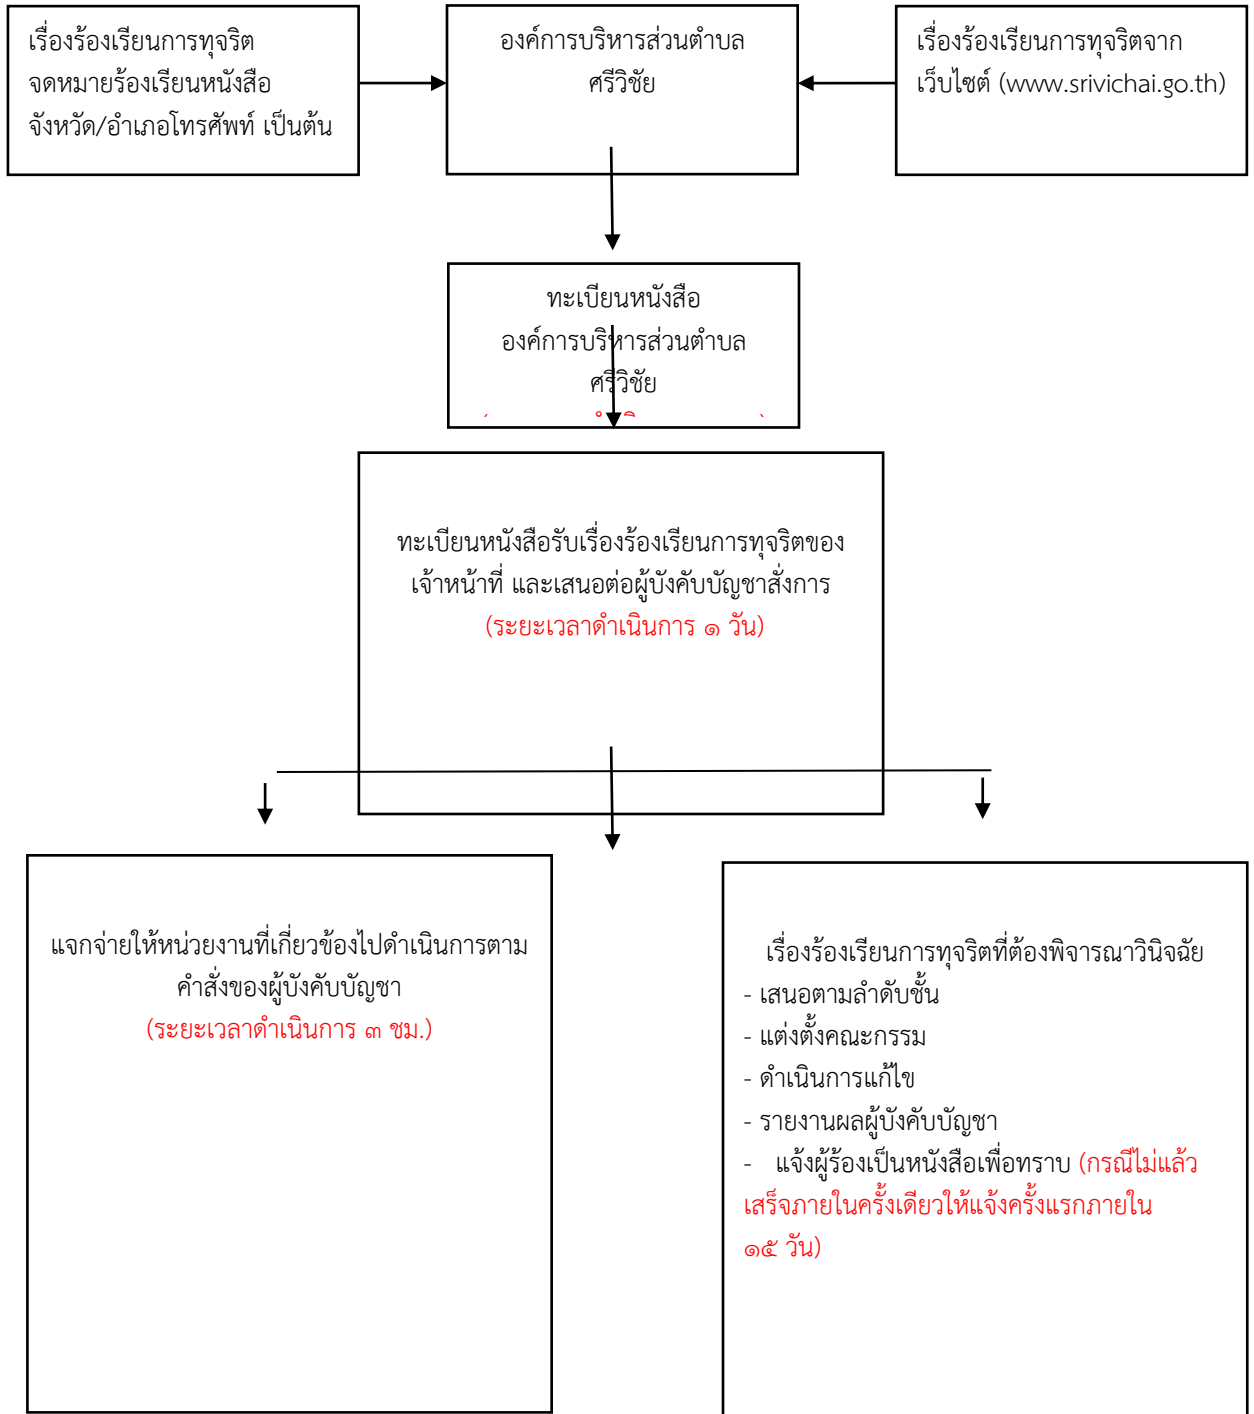 เรื่องร้องเรียนการทุจริต
จดหมายร้องเรียนหนังสือ
จังหวัด/อำเภอโทรศัพท์ เป็นต้น
องค์การบริหารส่วนตำบล
ศรีวิชัย
เรื่องร้องเรียนการทุจริตจาก
เว็บไซต์ (www.srivichai.go.th)
ทะเบียนหนังสือ
องค์การบริหารส่วนตำบล
ศรีวิชัย
ทะเบียนหนังสือรับเรื่องร้องเรียนการทุจริตของ
เจ้าหน้าที่ และเสนอต่อผู้บังคับบัญชาสั่งการ
(ระยะเวลาดำเนินการ ๑ วัน)
แจกจ่ายให้หน่วยงานที่เกี่ยวข้องไปดำเนินการตาม
คำสั่งของผู้บังคับบัญชา
(ระยะเวลาดำเนินการ ๓ ชม.)
เรื่องร้องเรียนการทุจริตที่ต้องพิจารณาวินิจฉัย
- เสนอตามลำดับชั้น
- แต่งตั้งคณะกรรม
- ดำเนินการแก้ไข
- รายงานผลผู้บังคับบัญชา
- แจ้งผู้ร้องเป็นหนังสือเพื่อทราบ (กรณีไม่แล้ว
เสร็จภายในครั้งเดียวให้แจ้งครั้งแรกภายใน
๑๕ วัน)